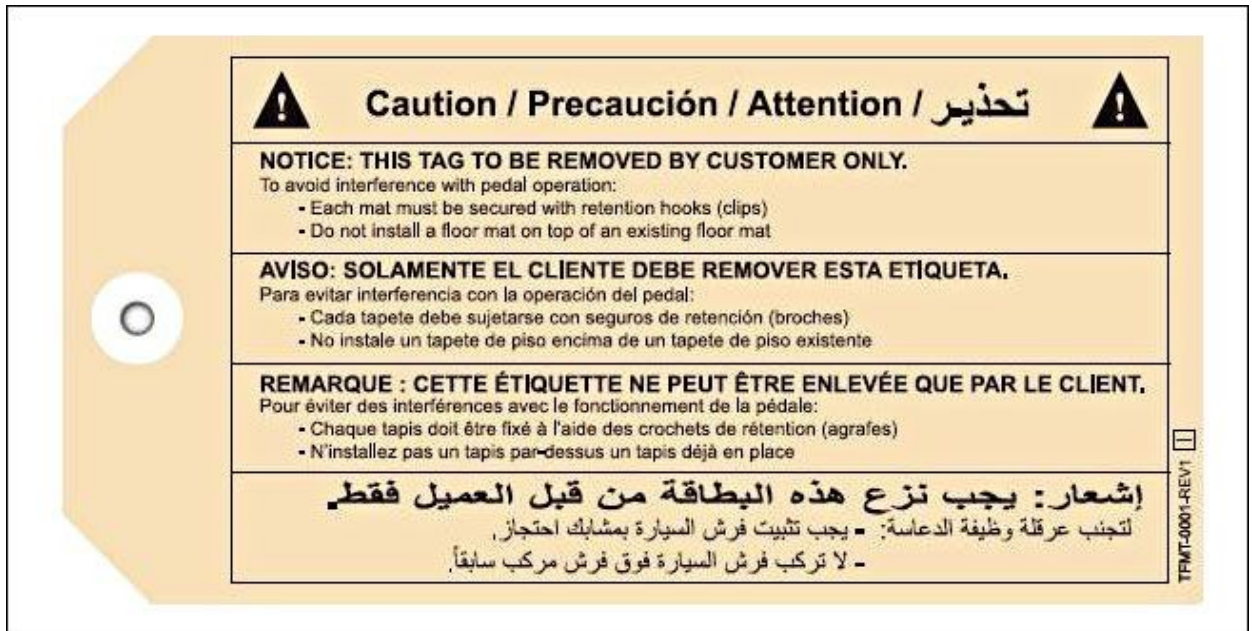 Caution / Precaución / Attention / تحذير
NOTICE: THIS TAG TO BE REMOVED BY CUSTOMER ONLY.
To avoid interference with pedal operation:
- Each mat must be secured with retention hooks (clips)
- Do not install a floor mat on top of an existing floor mat
AVISO: SOLAMENTE EL CLIENTE DEBE REMOVER ESTA ETIQUETA.
Para evitar interferencia con la operación del pedal:
- Cada tapete debe sujetarse con seguros de retención (broches)
- No instale un tapete de piso encima de un tapete de piso existente
REMARQUE : CETTE ÉTIQUETTE NE PEUT ÊTRE ENLEVÉE QUE PAR LE CLIENT.
Pour éviter des interférences avec le fonctionnement de la pédale:
- Chaque tapis doit être fixé à l'aide des crochets de rétention (agrafes)
- N'installez pas un tapis par-dessus un tapis déjà en place
إشعار: يجب نزع هذه البطاقة من قبل العميل فقط.
لتجنب عرقلة وظيفة الدعاسة: - يجب تثبيت فرش السيارة بمشابك احتجاز.
- لا تركب فرش السيارة فوق فرش مركب سابقاً.
TFMT-0001-REV1